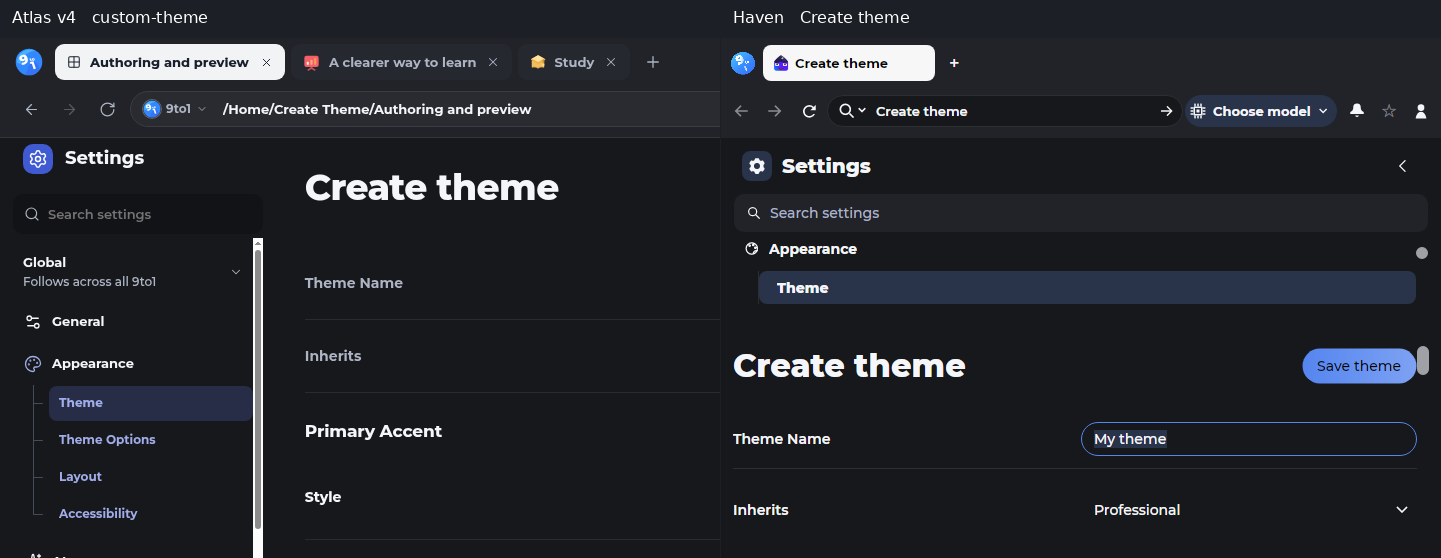 Atlas v4 custom-theme
Authoring and preview
A clearer way to learn
Study
9to1
/Home/Create Theme/Authoring and preview
Settings
Search settings
Global
Follows across all 9to1
General
Appearance
Theme
Theme Options
Layout
Accessibility
Create theme
Theme Name
Inherits
Primary Accent
Style
Haven Create theme
Create theme
Create theme
Choose model
Settings
Search settings
Appearance
Theme
Create theme
Save theme
Theme Name
My theme
Inherits
Professional